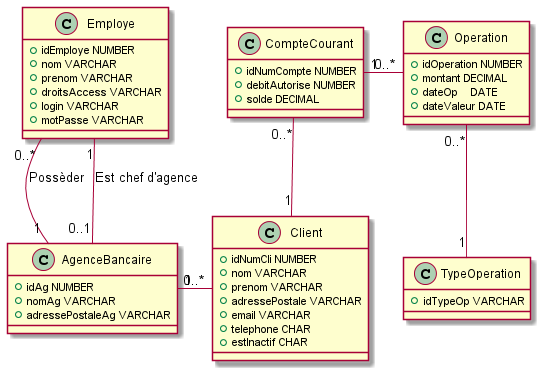 C Employe
idEmploye NUMBER
nom VARCHAR
prenom VARCHAR
droitsAccess VARCHAR
login VARCHAR
motPasse VARCHAR
C CompteCourant
idNumCompte NUMBER
debitAutorise NUMBER
solde DECIMAL
1 0..*
C Operation
idOperation NUMBER
montant DECIMAL
dateOp DATE
dateValeur DATE
0..*
1
0..*
0..*
Possèder
Est chef d'agence
1
0..1
1
1
C AgenceBancaire
idAg NUMBER
nomAg VARCHAR
adressePostaleAg VARCHAR
0..*
C Client
idNumCli NUMBER
nom VARCHAR
prenom VARCHAR
adressePostale VARCHAR
email VARCHAR
telephone CHAR
estInactif CHAR
C TypeOperation
idTypeOp VARCHAR